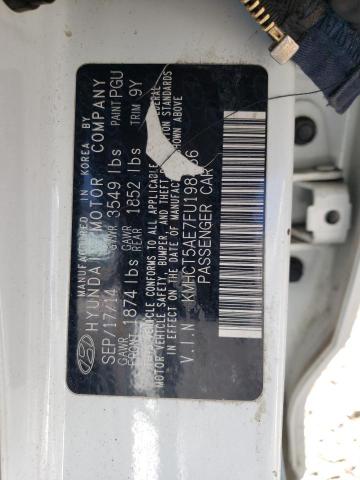 MANUFACTURED IN KOREA BY
HYUNDAI MOTOR COMPANY
SEP/17/14 GVWR 3549 lbs PAINT PGU
GAWR FRONT 1874 lbs GAWR REAR 1852 lbs TRIM 9Y
VEHICLE CONFORMS TO ALL APPLICABLE FEDERAL
MOTOR VEHICLE SAFETY, BUMPER, AND THEFT STANDARDS
IN EFFECT ON THE DATE OF SHOWN ABOVE
V.I.N KMHCT5AE7FU198
PASSENGER CAR